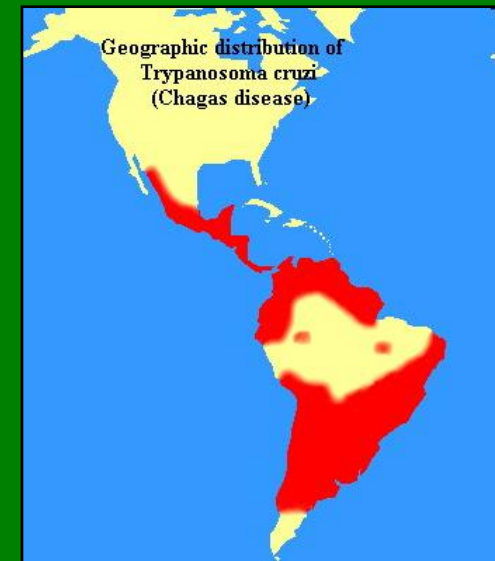 Geographic distribution of
Trypanosoma cruzi
(Chagas disease)